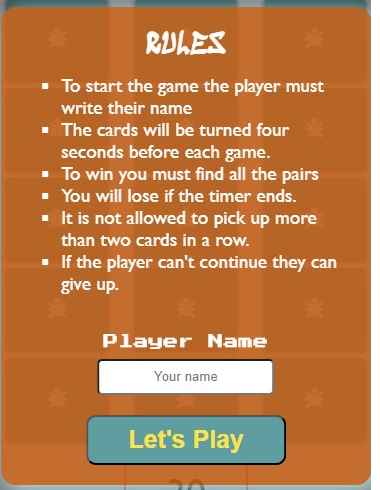 RULES
To start the game the player must
write their name
The cards will be turned four
seconds before each game.
To win you must find all the pairs
You will lose if the timer ends.
It is not allowed to pick up more
than two cards in a row.
If the player can't continue they can
give up.
Player Name
Your name
Let's Play